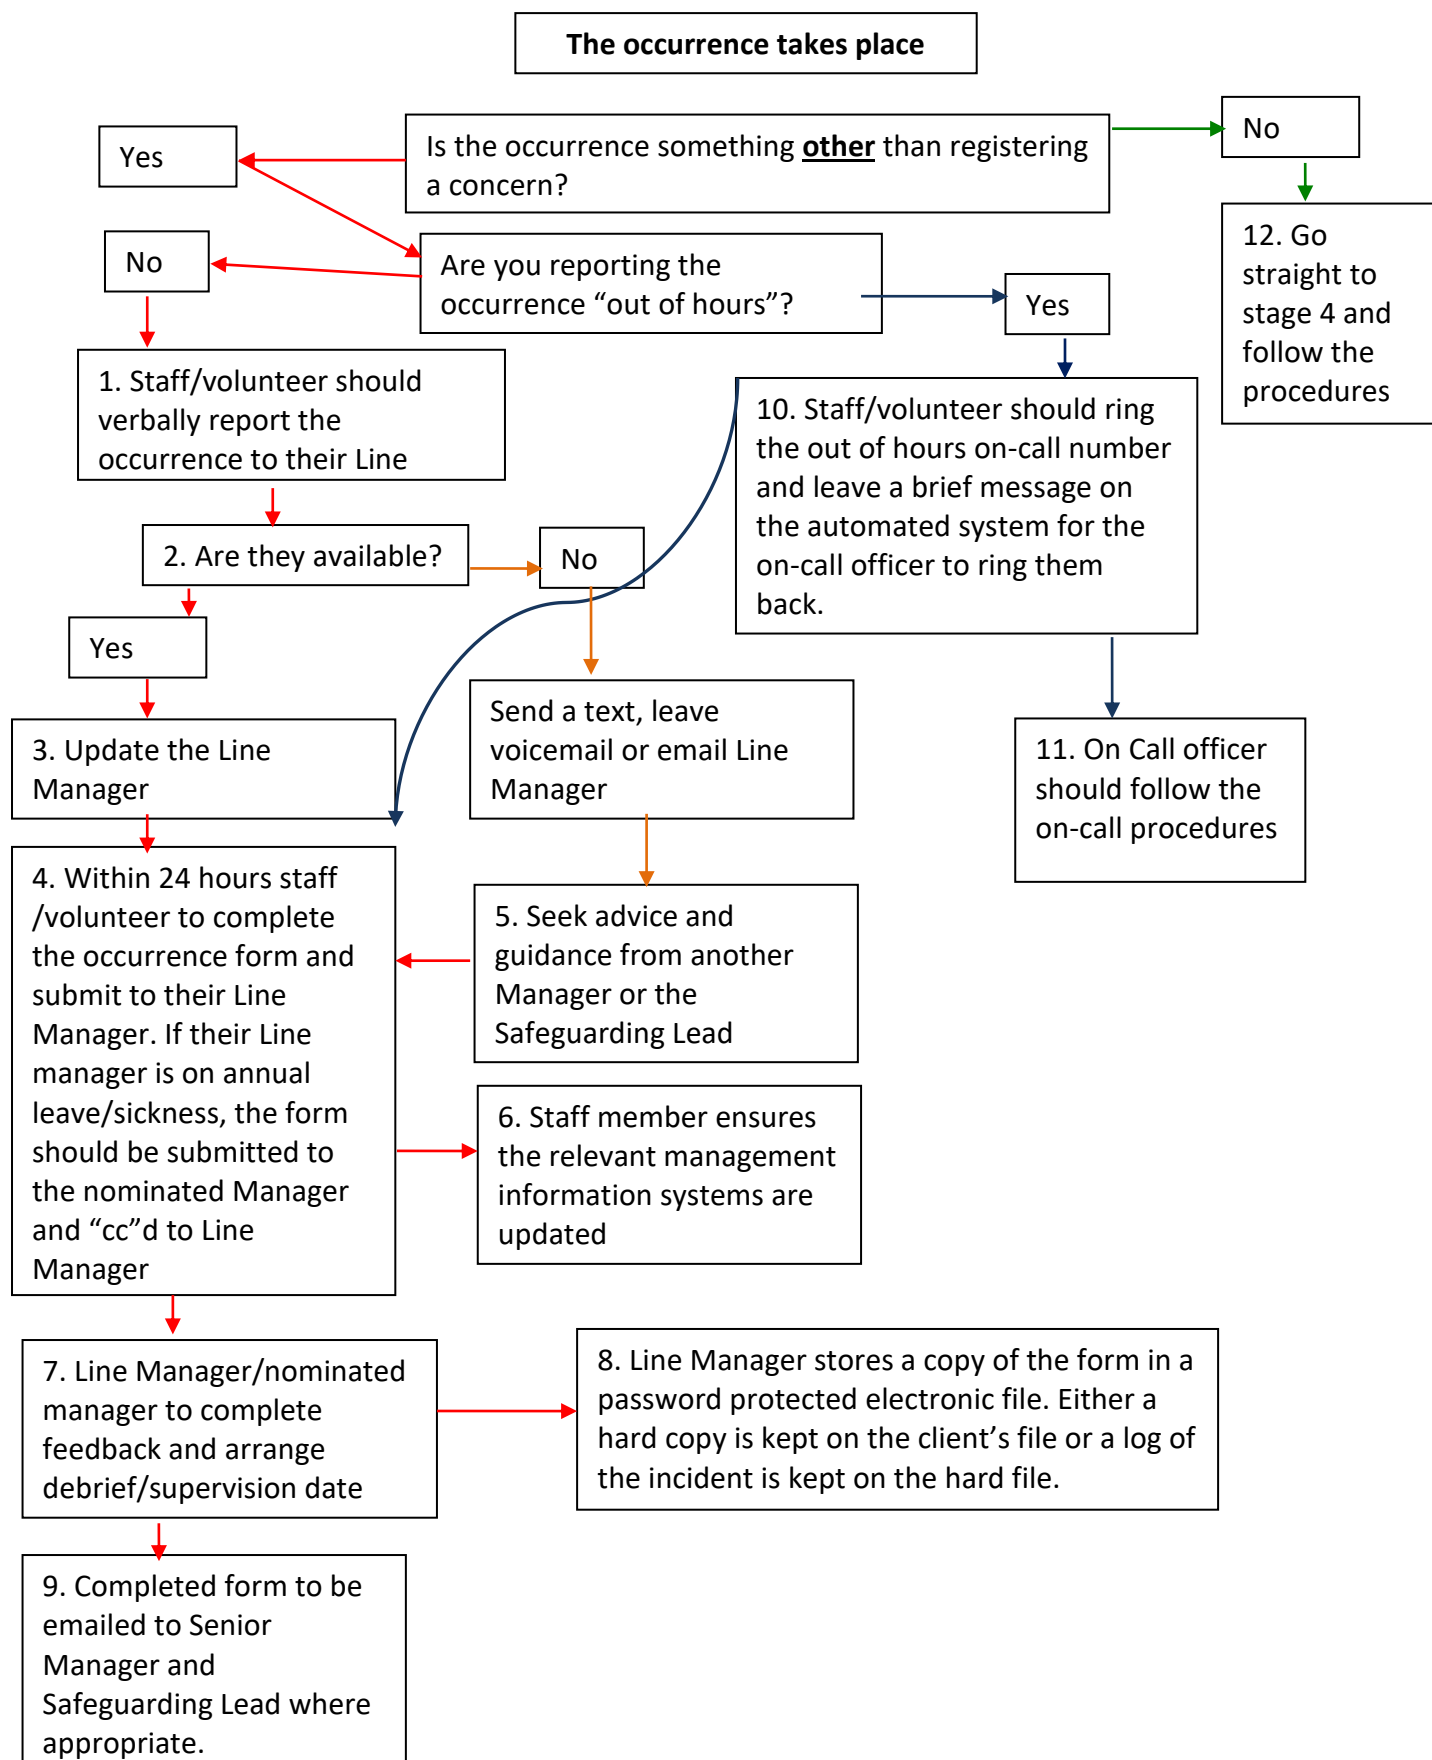 The occurrence takes place
Yes
Is the occurrence something other than registering
a concern?
No
No
Are you reporting the
occurrence “out of hours”?
Yes
12. Go
straight to
stage 4 and
follow the
procedures
1. Staff/volunteer should
verbally report the
occurrence to their Line
10. Staff/volunteer should ring
the out of hours on-call number
and leave a brief message on
the automated system for the
on-call officer to ring them
back.
2. Are they available?
No
Yes
3. Update the Line
Manager
Send a text, leave
voicemail or email Line
Manager
11. On Call officer
should follow the
on-call procedures
4. Within 24 hours staff
/volunteer to complete
the occurrence form and
submit to their Line
Manager. If their Line
manager is on annual
leave/sickness, the form
should be submitted to
the nominated Manager
and “cc”d to Line
Manager
5. Seek advice and
guidance from another
Manager or the
Safeguarding Lead
6. Staff member ensures
the relevant management
information systems are
updated
7. Line Manager/nominated
manager to complete
feedback and arrange
debrief/supervision date
8. Line Manager stores a copy of the form in a
password protected electronic file. Either a
hard copy is kept on the client’s file or a log of
the incident is kept on the hard file.
9. Completed form to be
emailed to Senior
Manager and
Safeguarding Lead where
appropriate.